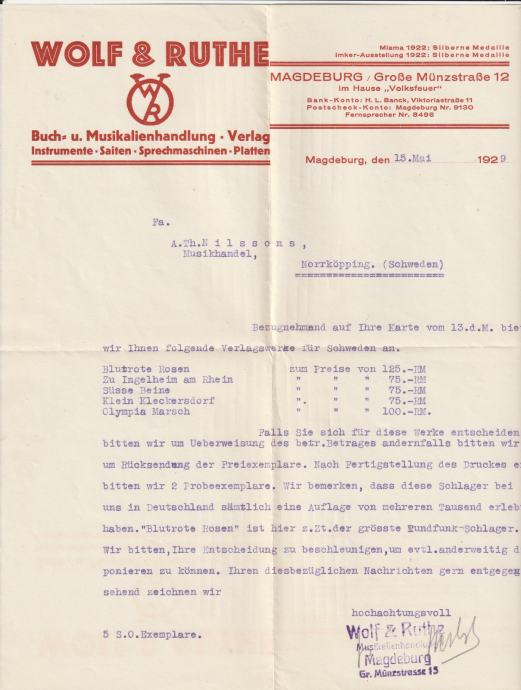 WOLF & RUTHE
W R
Buch- u. Musikalienhandlung · Verlag
Instrumente · Saiten · Sprechmaschinen · Platten
Miama 1922: Silberne Medaille
Imker-Ausstellung 1922: Silberne Medaille
MAGDEBURG / Große Münzstraße 12
im Hause „Volksfeuer"
Bank-Konto: H. L. Banck, Viktoriastraße 11
Postscheck-Konto: Magdeburg Nr. 9130
Fernsprecher Nr. 8496
Magdeburg, den 15.Mai 1929
Fa.
A.Th.N i l s s o n s ,
Musikhandel,
Norrköpping. (Schweden)
Bezugnehmend auf Ihre Karte vom 13.d.M. bie
wir Ihnen folgende Verlagswerke für Schweden an.
Blutrote Rosen zum Preise von 125.-RM
Zu Ingelheim am Rhein " " " 75.-RM
Süsse Beine " " " 75.-RM
Klein Kleckersdorf ". " " 75.-RM
Olympia Marsch " " " 100.-RM.
Falls Sie sich für diese Werke entscheiden
bitten wir um Ueberweisung des betr.Betrages andernfalls bitten wir
um Rücksendung der Freiexemplare. Nach Fertigstellung des Druckes e
bitten wir 2 Probeexemplare. Wir bemerken, dass diese Schlager bei
uns in Deutschland sämtlich eine Auflage von mehreren Tausend erleb
haben."Blutrote Rosen" ist hier z.Zt.der grösste Rundfunk-Schlager.
Wir bitten,Ihre Entscheidung zu beschleunigen,um evtl.anderweitig d
ponieren zu können. Ihren diesbezüglichen Nachrichten gern entgegen
sehend zeichnen wir
hochachtungsvoll
5 S.O.Exemplare.
Wolf & Ruthe
Musikalienhandlung
Magdeburg
Gr. Münzstrasse 15